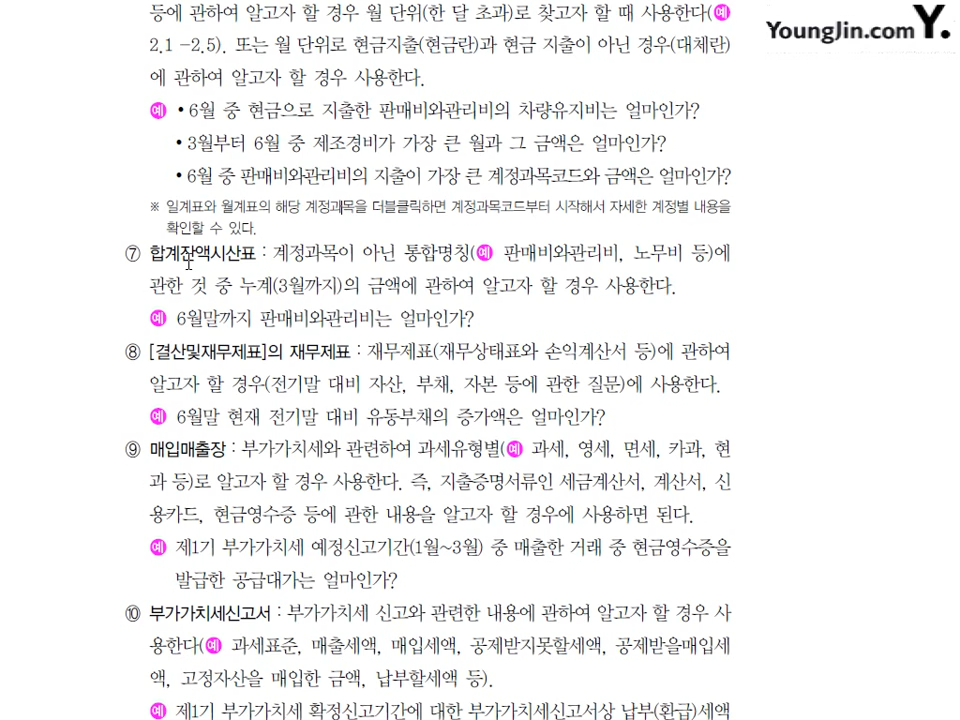 등에 관하여 알고자 할 경우 월 단위(한 달 초과)로 찾고자 할 때 사용한다(예
2.1 -2.5). 또는 월 단위로 현금지출(현금란)과 현금 지출이 아닌 경우(대체란)
에 관하여 알고자 할 경우 사용한다.
예 • 6월 중 현금으로 지출한 판매비와관리비의 차량유지비는 얼마인가?
• 3월부터 6월 중 제조경비가 가장 큰 월과 그 금액은 얼마인가?
• 6월 중 판매비와관리비의 지출이 가장 큰 계정과목코드와 금액은 얼마인가?
※ 일계표와 월계표의 해당 계정과목을 더블클릭하면 계정과목코드부터 시작해서 자세한 계정별 내용을
확인할 수 있다.
⑦ 합계잔액시산표 : 계정과목이 아닌 통합명칭(예 판매비와관리비, 노무비 등)에
관한 것 중 누계(3월까지)의 금액에 관하여 알고자 할 경우 사용한다.
예 6월말까지 판매비와관리비는 얼마인가?
⑧ [결산및재무제표]의 재무제표 : 재무제표(재무상태표와 손익계산서 등)에 관하여
알고자 할 경우(전기말 대비 자산, 부채, 자본 등에 관한 질문)에 사용한다.
예 6월말 현재 전기말 대비 유동부채의 증가액은 얼마인가?
⑨ 매입매출장 : 부가가치세와 관련하여 과세유형별(예 과세, 영세, 면세, 카과, 현
과 등)로 알고자 할 경우 사용한다. 즉, 지출증명서류인 세금계산서, 계산서, 신
용카드, 현금영수증 등에 관한 내용을 알고자 할 경우에 사용하면 된다.
예 제1기 부가가치세 예정신고기간(1월~3월) 중 매출한 거래 중 현금영수증을
발급한 공급대가는 얼마인가?
⑩ 부가가치세신고서 : 부가가치세 신고와 관련한 내용에 관하여 알고자 할 경우 사
용한다(예 과세표준, 매출세액, 매입세액, 공제받지못할세액, 공제받을매입세
액, 고정자산을 매입한 금액, 납부할세액 등).
예 제1기 부가가치세 확정신고기간에 대한 부가가치세신고서상 납부(환급)세액
YoungJin.com Y.